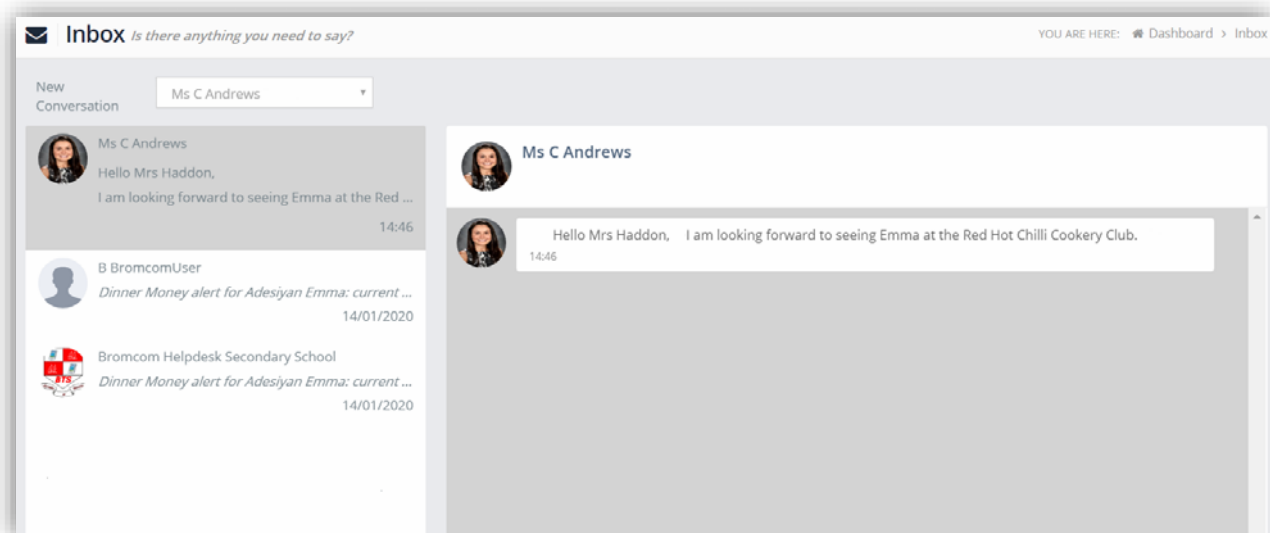 Inbox Is there anything you need to say?
YOU ARE HERE: Dashboard > Inbox
New
Conversation
Ms C Andrews
Ms C Andrews
Hello Mrs Haddon,
I am looking forward to seeing Emma at the Red ...
14:46
B BromcomUser
Dinner Money alert for Adesiyan Emma: current ...
14/01/2020
Bromcom Helpdesk Secondary School
Dinner Money alert for Adesiyan Emma: current ...
14/01/2020
BTS
Ms C Andrews
Hello Mrs Haddon, I am looking forward to seeing Emma at the Red Hot Chilli Cookery Club.
14:46